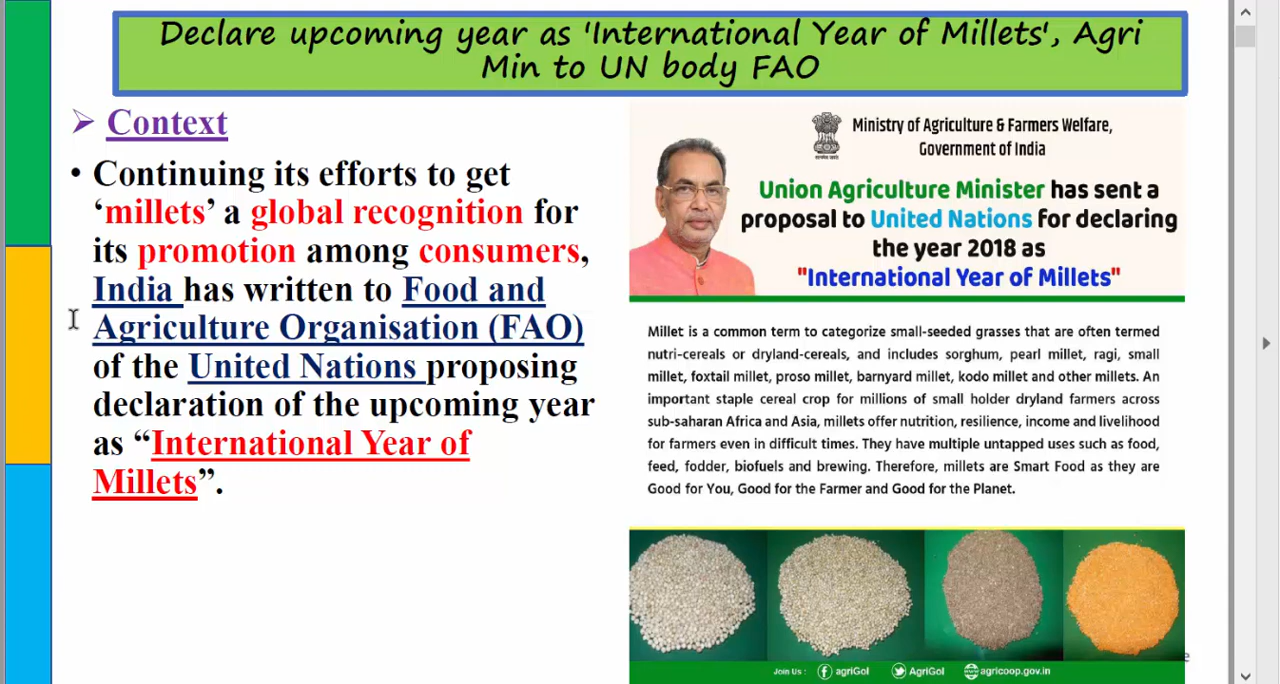 Declare upcoming year as 'International Year of Millets', Agri
Min to UN body FAO
Context
Continuing its efforts to get
‘millets’ a global recognition for
its promotion among consumers,
India has written to Food and
Agriculture Organisation (FAO)
of the United Nations proposing
declaration of the upcoming year
as “International Year of
Millets”.
Ministry of Agriculture & Farmers Welfare,
Government of India
Union Agriculture Minister has sent a
proposal to United Nations for declaring
the year 2018 as
"International Year of Millets"
Millet is a common term to categorize small-seeded grasses that are often termed
nutri-cereals or dryland-cereals, and includes sorghum, pearl millet, ragi, small
millet, foxtail millet, proso millet, barnyard millet, kodo millet and other millets. An
important staple cereal crop for millions of small holder dryland farmers across
sub-saharan Africa and Asia, millets offer nutrition, resilience, income and livelihood
for farmers even in difficult times. They have multiple untapped uses such as food,
feed, fodder, biofuels and brewing. Therefore, millets are Smart Food as they are
Good for You, Good for the Farmer and Good for the Planet.
Join Us : agriGoI AgriGoI agricoop.gov.in